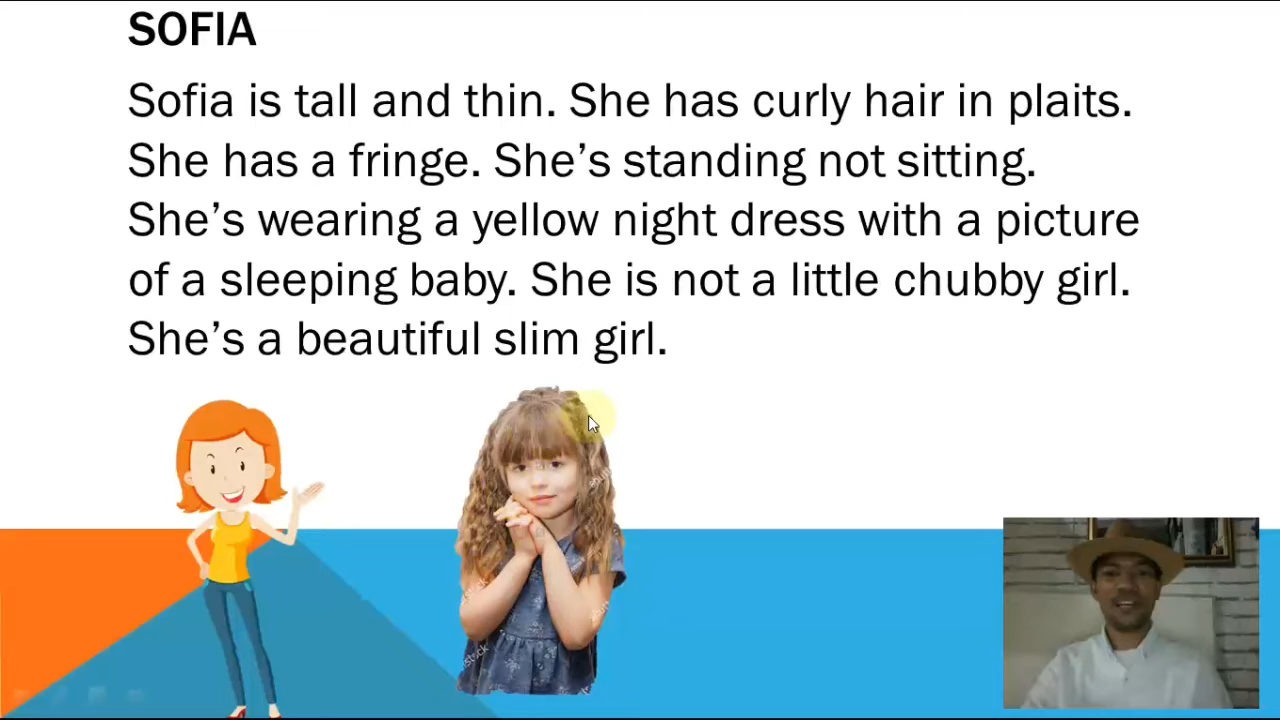 SOFIA
Sofia is tall and thin. She has curly hair in plaits.
She has a fringe. She’s standing not sitting.
She’s wearing a yellow night dress with a picture
of a sleeping baby. She is not a little chubby girl.
She’s a beautiful slim girl.